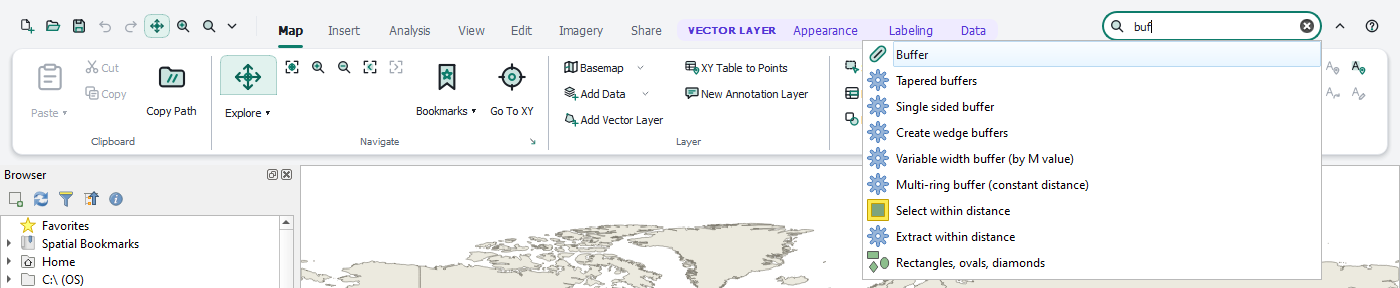 Map Insert Analysis View Edit Imagery Share VECTOR LAYER Appearance Labeling Data
buf
Paste
Cut
Copy
Copy Path
Clipboard
Explore
Bookmarks
Go To XY
Navigate
Basemap
Add Data
Add Vector Layer
XY Table to Points
New Annotation Layer
Layer
Buffer
Tapered buffers
Single sided buffer
Create wedge buffers
Variable width buffer (by M value)
Multi-ring buffer (constant distance)
Select within distance
Extract within distance
Rectangles, ovals, diamonds
Browser
Favorites
Spatial Bookmarks
Home
C:\ (OS)